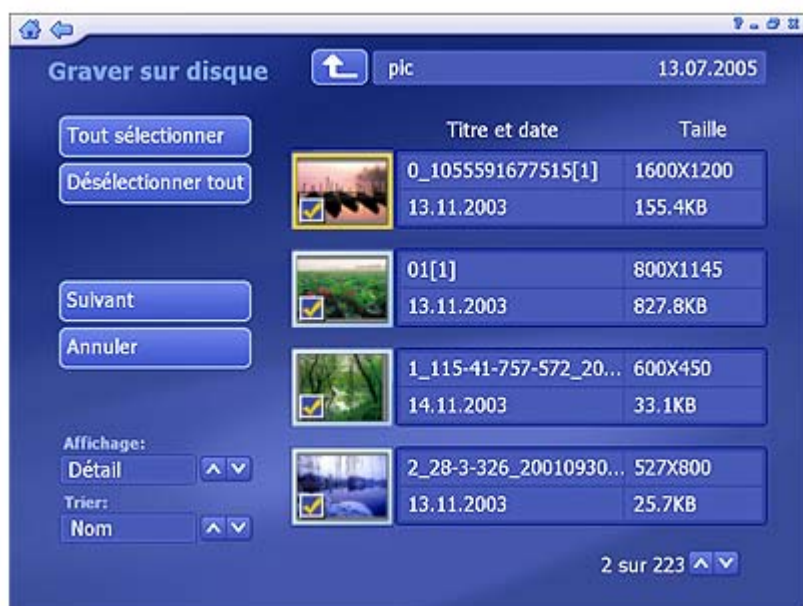 Graver sur disque
pic 13.07.2005
Tout sélectionner
Désélectionner tout
Suivant
Annuler
Affichage:
Détail
Trier:
Nom
Titre et date Taille
0_1055591677515[1] 1600X1200
13.11.2003 155.4KB
01[1] 800X1145
13.11.2003 827.8KB
1_115-41-757-572_20... 600X450
14.11.2003 33.1KB
2_28-3-326_20010930... 527X800
13.11.2003 25.7KB
2 sur 223